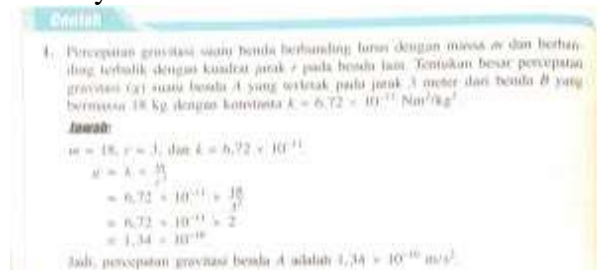 Contoh
1. Percepatan gravitasi suatu benda berbanding lurus dengan massa m dan berban
ding terbalik dengan kuadrat jarak r pada benda lain. Tentukan besar percepatan
gravitasi (g) suatu benda A yang terletak pada jarak 3 meter dari benda B yang
bermassa 18 kg dengan konstanta k = 6,72 × 10⁻¹¹ Nm²/kg²
Jawab:
m = 18, r = 3, dan k = 6,72 × 10⁻¹¹
g = k × m/r²
= 6,72 × 10⁻¹¹ × 18/3²
= 6,72 × 10⁻¹¹ × 2
= 1,34 × 10⁻¹⁰
Jadi, percepatan gravitasi benda A adalah 1,34 × 10⁻¹⁰ m/s².